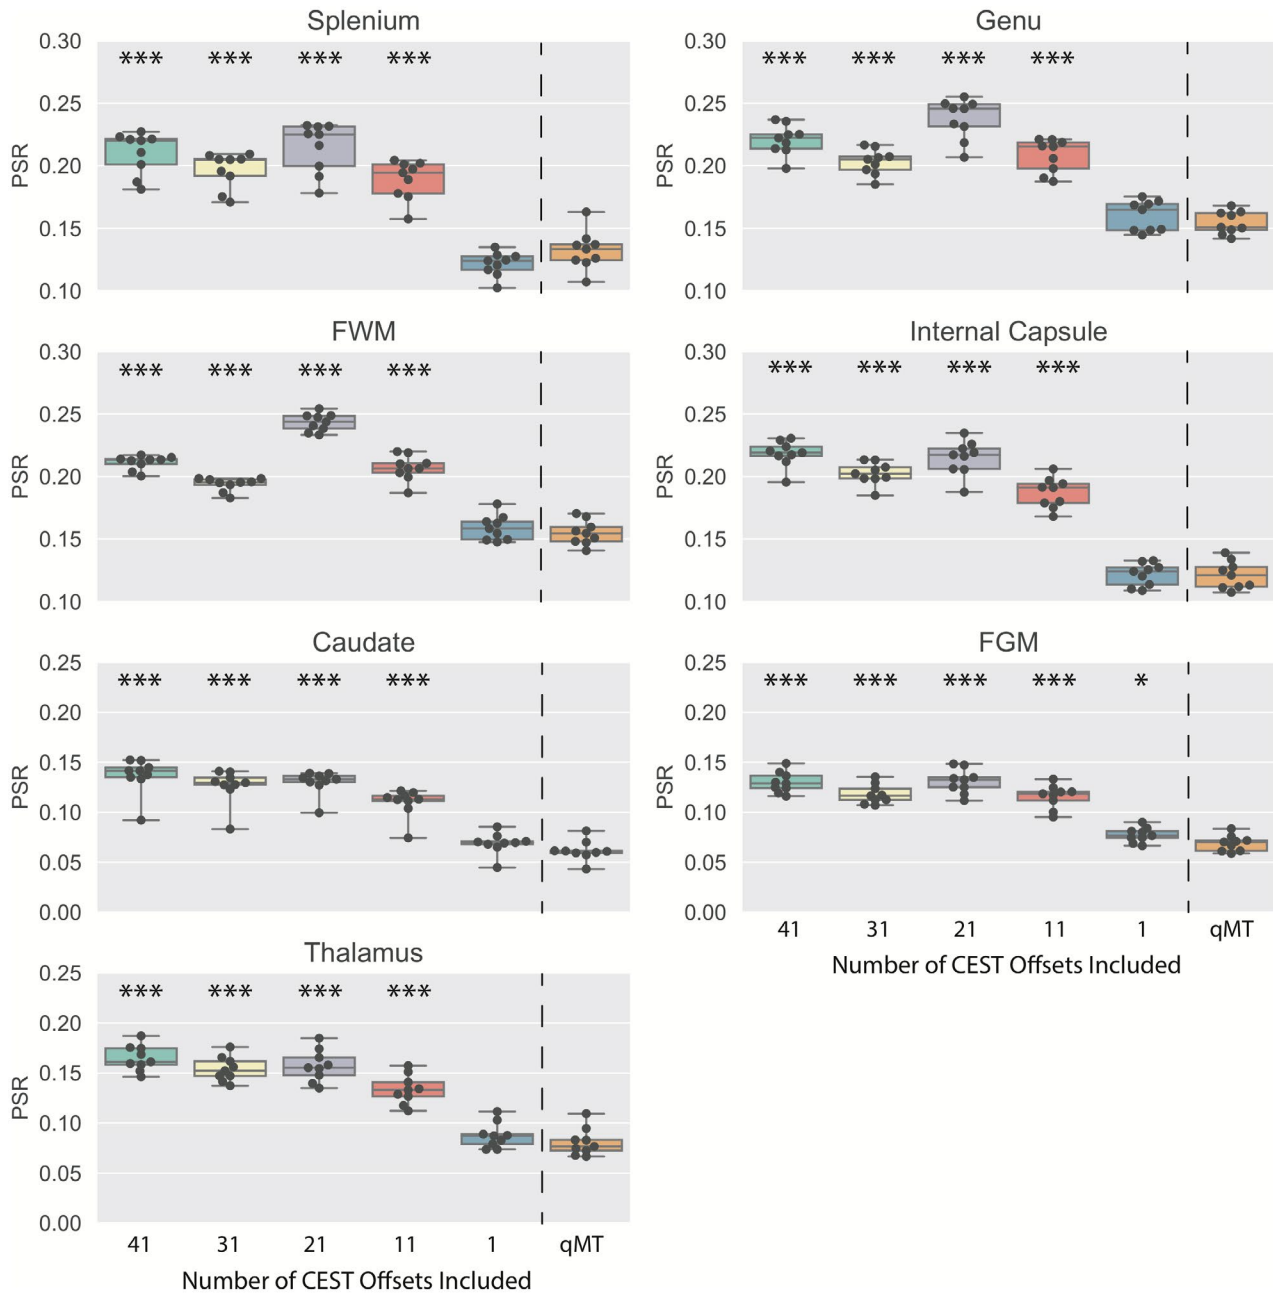 Splenium
0.30
*** *** *** ***
0.25
0.20
0.15
0.10
PSR
Genu
0.30
*** *** *** ***
0.25
0.20
0.15
0.10
PSR
FWM
0.30
*** *** *** ***
0.25
0.20
0.15
0.10
PSR
Internal Capsule
0.30
*** *** *** ***
0.25
0.20
0.15
0.10
PSR
Caudate
0.25
*** *** *** ***
0.20
0.15
0.10
0.05
0.00
PSR
FGM
0.25
*** *** *** *** *
0.20
0.15
0.10
0.05
0.00
PSR
41 31 21 11 1 qMT
Number of CEST Offsets Included
Thalamus
0.25
*** *** *** ***
0.20
0.15
0.10
0.05
0.00
PSR
41 31 21 11 1 qMT
Number of CEST Offsets Included